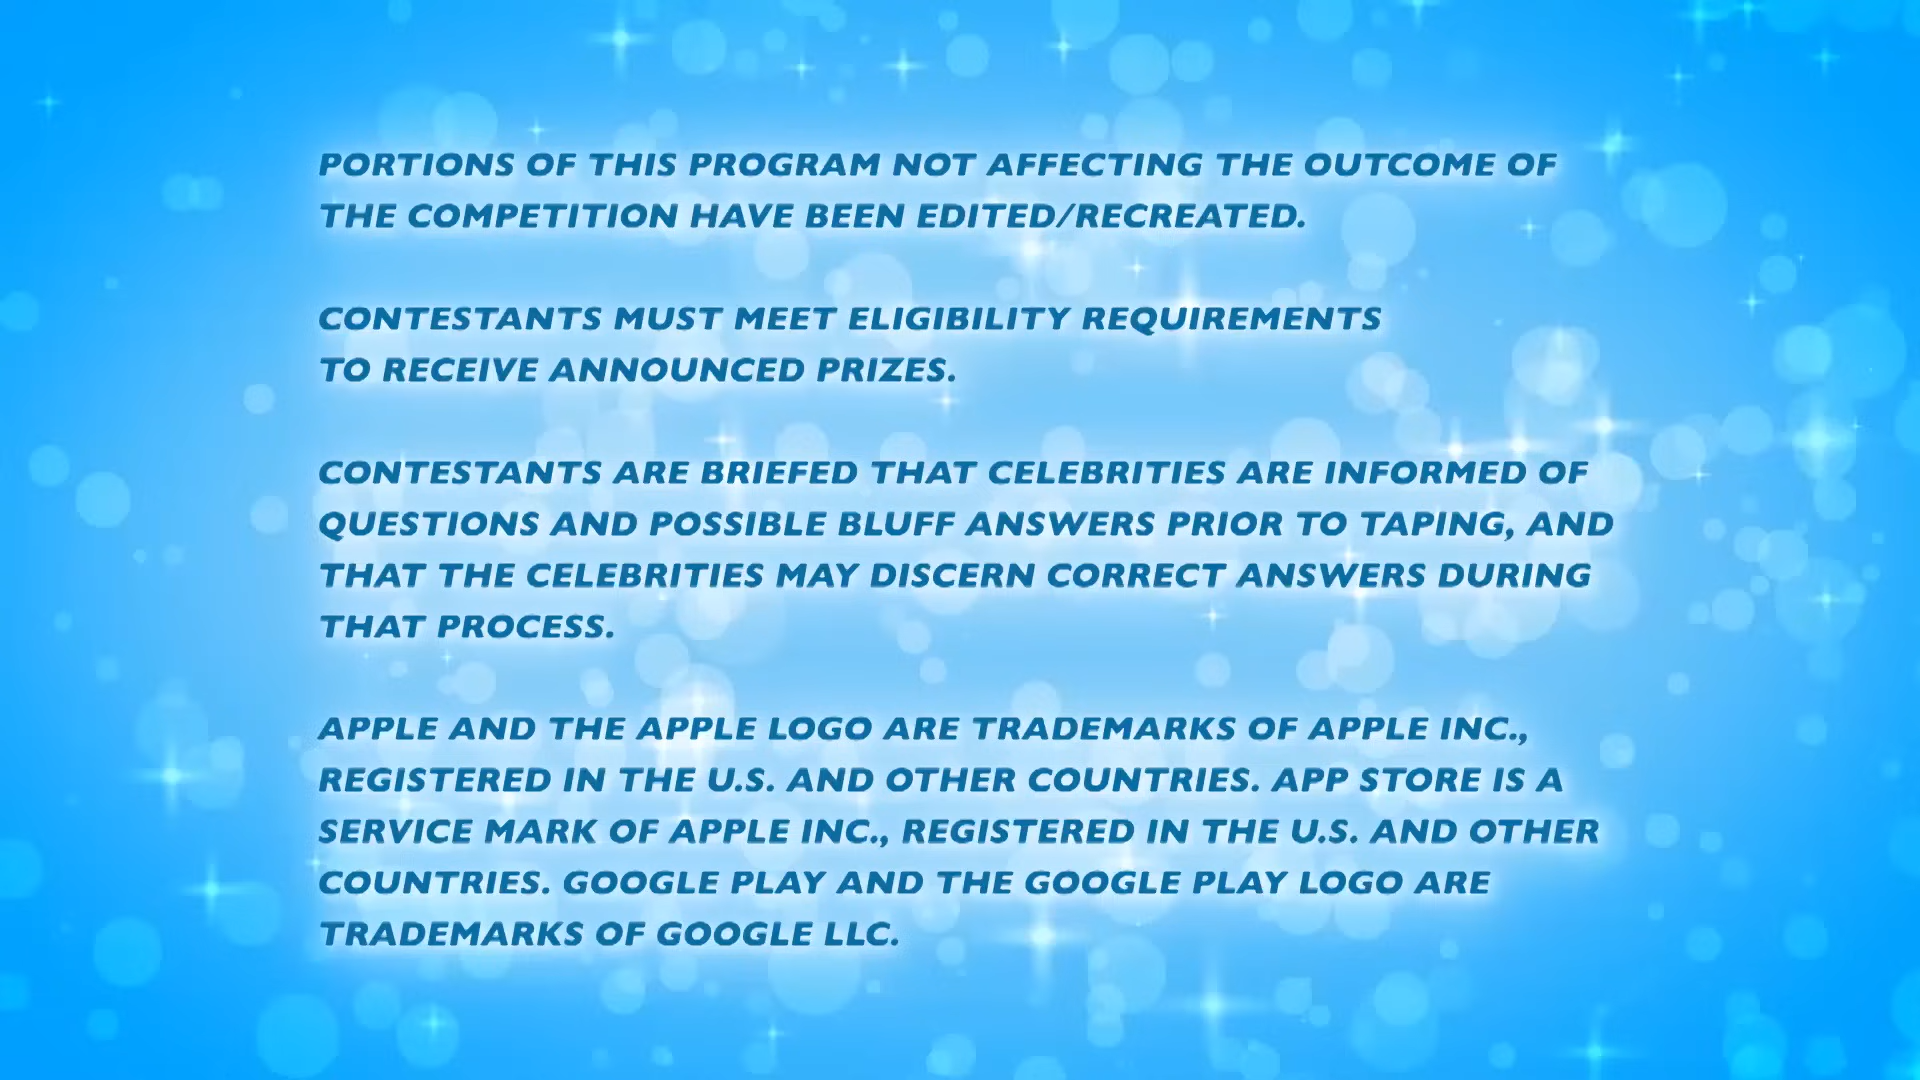 PORTIONS OF THIS PROGRAM NOT AFFECTING THE OUTCOME OF
THE COMPETITION HAVE BEEN EDITED/RECREATED.
CONTESTANTS MUST MEET ELIGIBILITY REQUIREMENTS
TO RECEIVE ANNOUNCED PRIZES.
CONTESTANTS ARE BRIEFED THAT CELEBRITIES ARE INFORMED OF
QUESTIONS AND POSSIBLE BLUFF ANSWERS PRIOR TO TAPING, AND
THAT THE CELEBRITIES MAY DISCERN CORRECT ANSWERS DURING
THAT PROCESS.
APPLE AND THE APPLE LOGO ARE TRADEMARKS OF APPLE INC.,
REGISTERED IN THE U.S. AND OTHER COUNTRIES. APP STORE IS A
SERVICE MARK OF APPLE INC., REGISTERED IN THE U.S. AND OTHER
COUNTRIES. GOOGLE PLAY AND THE GOOGLE PLAY LOGO ARE
TRADEMARKS OF GOOGLE LLC.